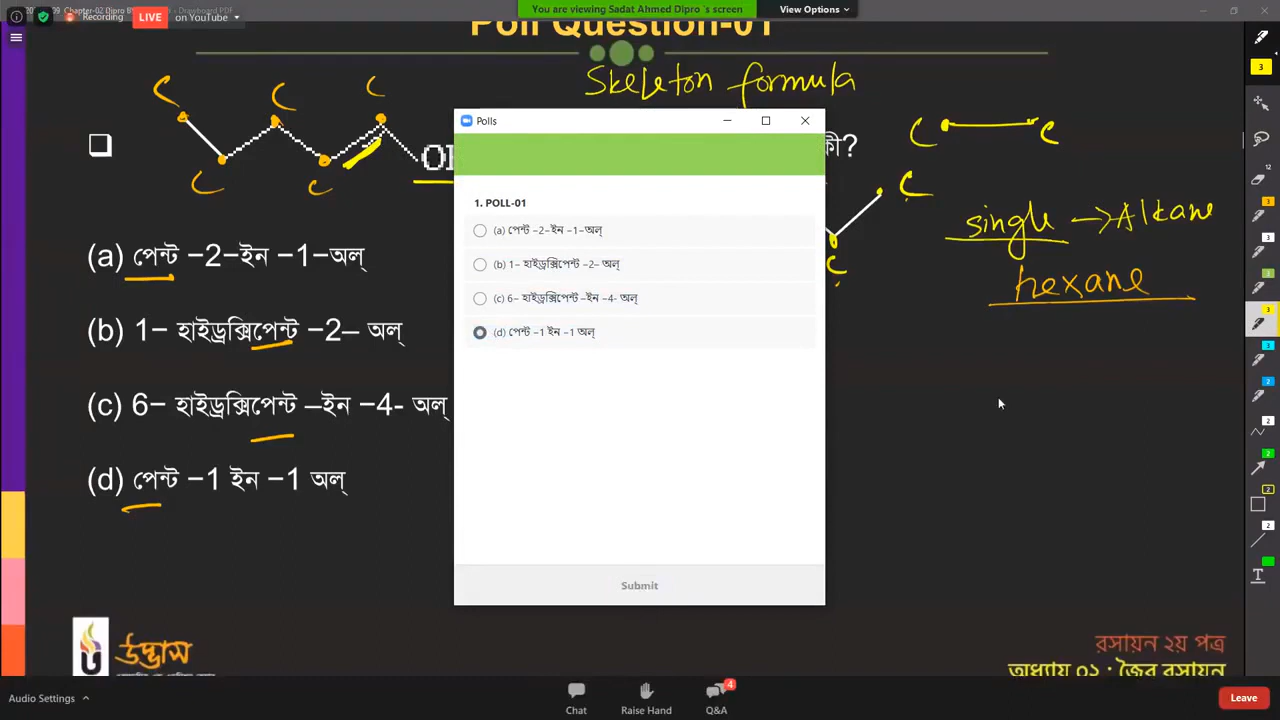 Recording
LIVE on YouTube
You are viewing Sadat Ahmed Dipro 's screen
View Options
Poll Question-01
Skeleton formula
C C C
C C
OH
কী?
C C
C
C
single → Alkane
hexane
(a) পেন্ট −2−ইন −1−অল্
(b) 1− হাইড্রক্সিপেন্ট −2− অল্
(c) 6− হাইড্রক্সিপেন্ট −ইন −4- অল্
(d) পেন্ট −1 ইন −1 অল্
Polls
1. POLL-01
(a) পেন্ট −2−ইন −1−অল্
(b) 1− হাইড্রক্সিপেন্ট −2− অল্
(c) 6− হাইড্রক্সিপেন্ট −ইন −4- অল্
(d) পেন্ট −1 ইন −1 অল্
Submit
উদ্ভাস
রসায়ন ২য় পত্র
অধ্যায় ০২ : জৈব রসায়ন
Audio Settings
Chat
Raise Hand
4
Q&A
Leave